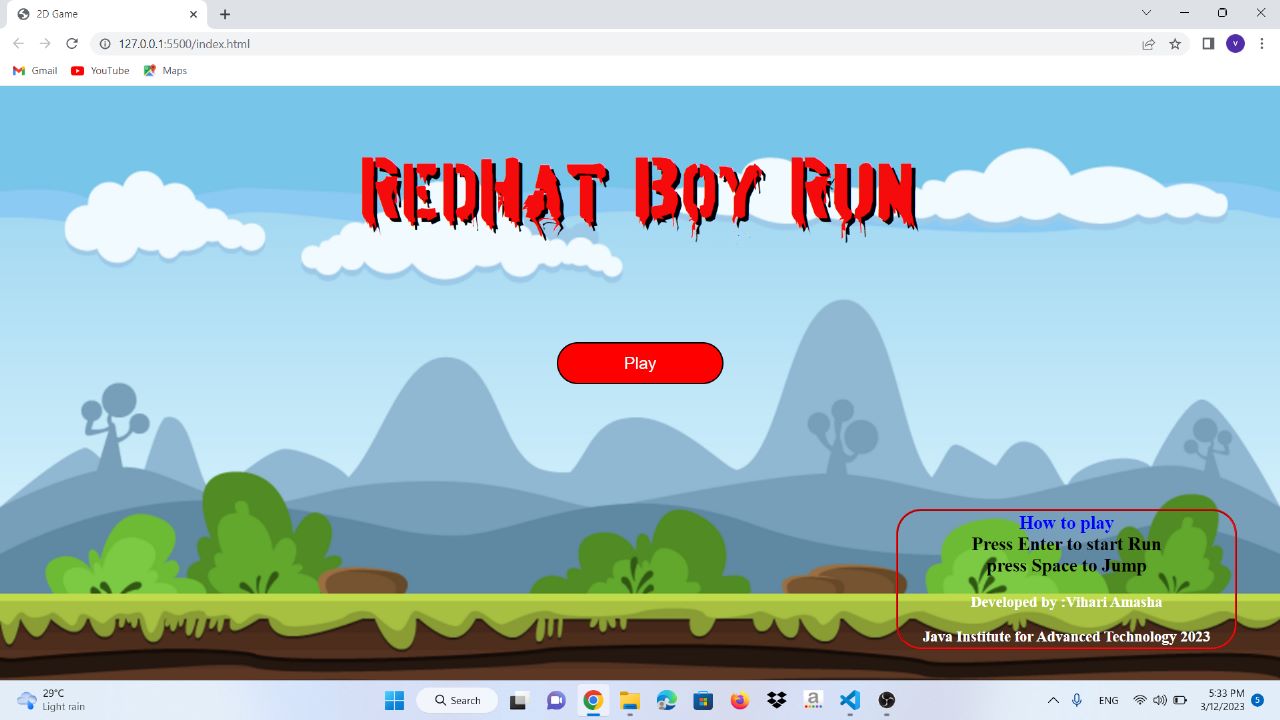 2D Game
127.0.0.1:5500/index.html
V
Gmail
YouTube
Maps
RedHat Boy Run
Play
How to play
Press Enter to start Run
press Space to Jump
Developed by :Vihari Amasha
Java Institute for Advanced Technology 2023
29°C
Light rain
Search
a
ENG
5:33 PM
3/12/2023
5